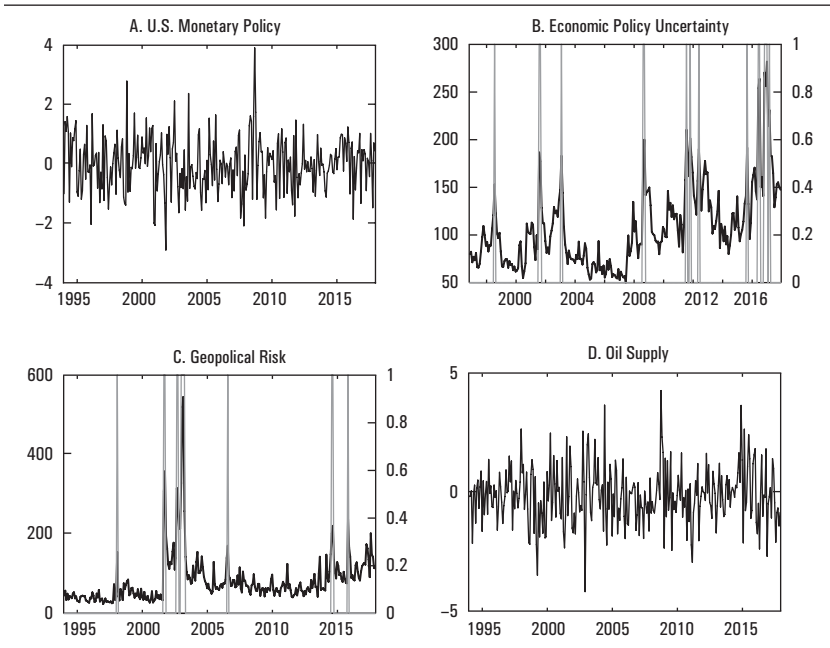 A. U.S. Monetary Policy
4
2
0
−2
−4
1995 2000 2005 2010 2015
B. Economic Policy Uncertainty
300 1
250 0.8
200 0.6
150 0.4
100 0.2
50 0
2000 2004 2008 2012 2016
C. Geopolical Risk
600 1
0.8
400
0.6
0.4
200
0.2
0 0
1995 2000 2005 2010 2015
D. Oil Supply
5
0
−5
1995 2000 2005 2010 2015